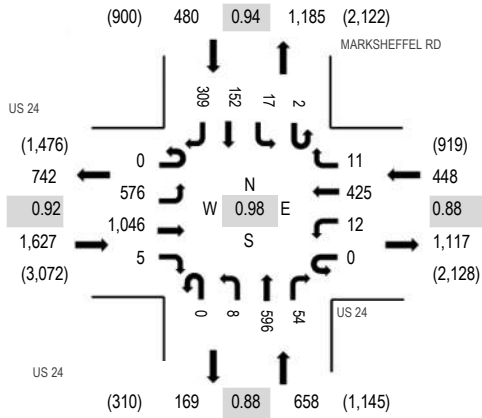 (900) 480 0.94 1,185 (2,122)
MARKSHEFFEL RD
309 152 17 2
US 24
(1,476) 0 11 (919)
742 576 425 448
N
0.92 W 0.98 E 0.88
1,627 1,046 12 1,117
S
(3,072) 5 0 (2,128)
0 8 596 54
US 24
US 24
(310) 169 0.88 658 (1,145)